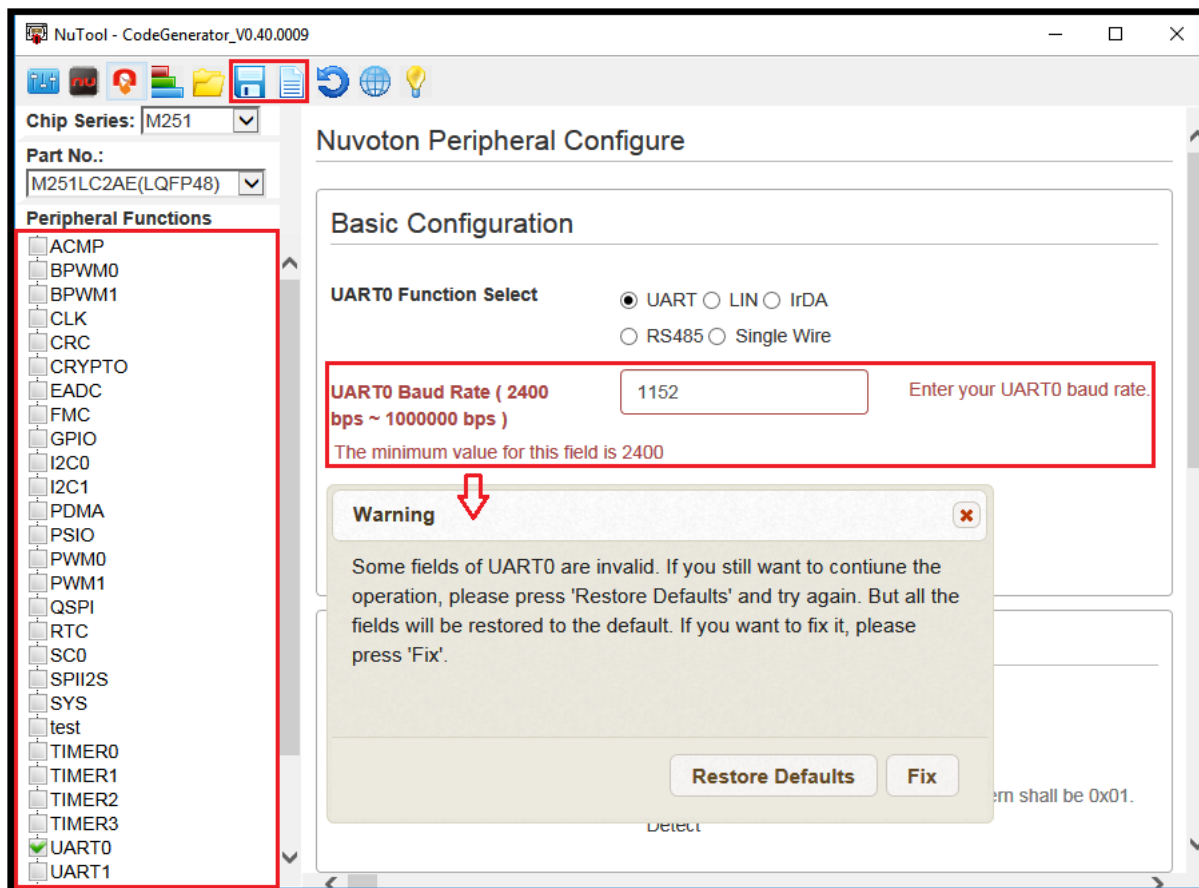 NuTool - CodeGenerator_V0.40.0009
nu
Chip Series: M251
Part No.:
M251LC2AE(LQFP48)
Peripheral Functions
ACMP
BPWM0
BPWM1
CLK
CRC
CRYPTO
EADC
FMC
GPIO
I2C0
I2C1
PDMA
PSIO
PWM0
PWM1
QSPI
RTC
SC0
SPII2S
SYS
test
TIMER0
TIMER1
TIMER2
TIMER3
UART0
UART1
Nuvoton Peripheral Configure
Basic Configuration
UART0 Function Select
UART LIN IrDA
RS485 Single Wire
UART0 Baud Rate ( 2400
bps ~ 1000000 bps )
1152
Enter your UART0 baud rate.
The minimum value for this field is 2400
Warning
Some fields of UART0 are invalid. If you still want to contiune the
operation, please press 'Restore Defaults' and try again. But all the
fields will be restored to the default. If you want to fix it, please
press 'Fix'.
Restore Defaults Fix
shall be 0x01.
Detect